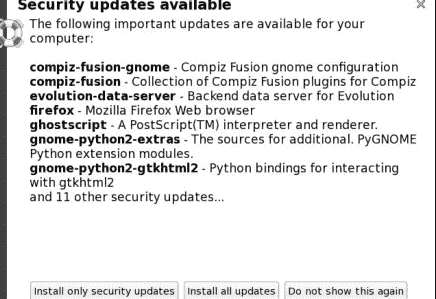 Security updates available
The following important updates are available for your
computer:
compiz-fusion-gnome - Compiz Fusion gnome configuration
compiz-fusion - Collection of Compiz Fusion plugins for Compiz
evolution-data-server - Backend data server for Evolution
firefox - Mozilla Firefox Web browser
ghostscript - A PostScript(TM) interpreter and renderer.
gnome-python2-extras - The sources for additional. PyGNOME
Python extension modules.
gnome-python2-gtkhtml2 - Python bindings for interacting
with gtkhtml2
and 11 other security updates...
Install only security updates
Install all updates
Do not show this again